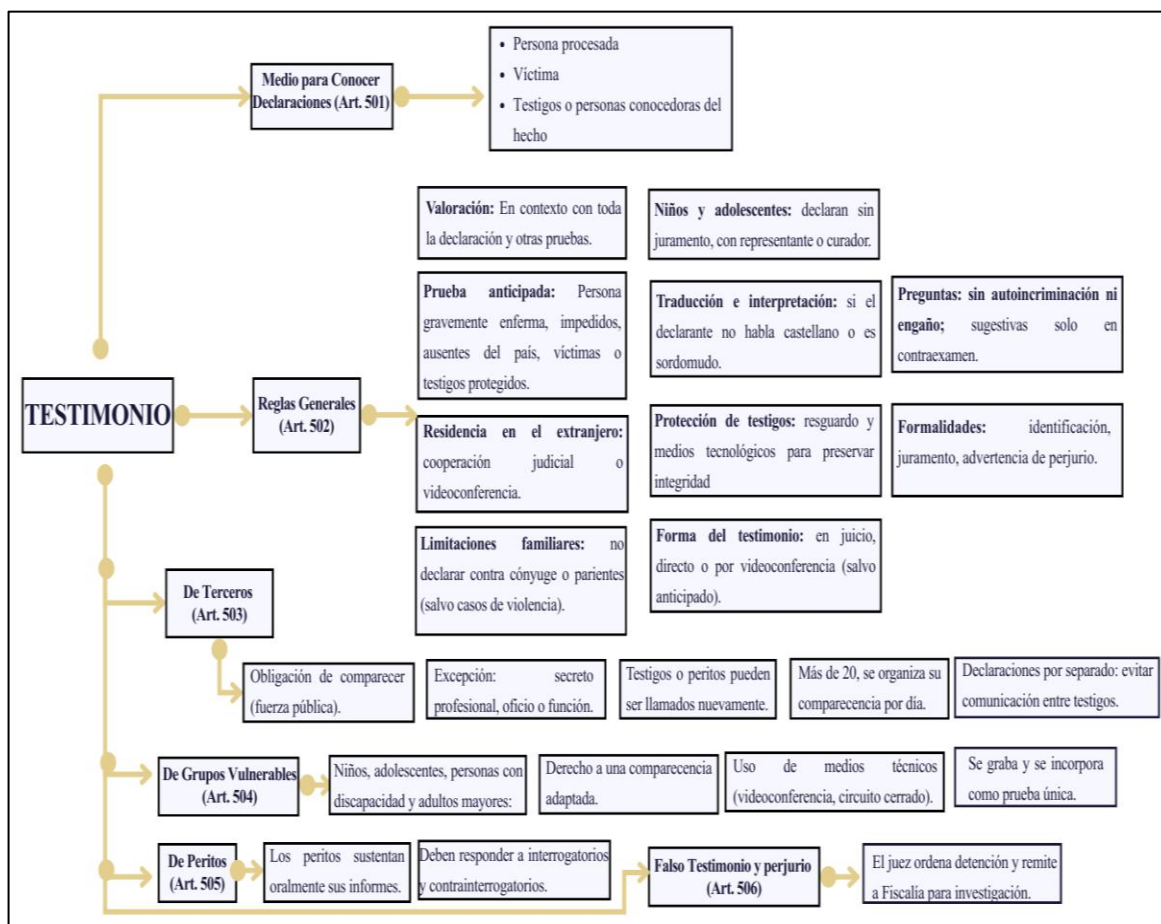 Medio para Conocer
Declaraciones (Art. 501)
• Persona procesada
• Víctima
• Testigos o personas conocedoras del
hecho
TESTIMONIO
Reglas Generales
(Art. 502)
Valoración: En contexto con toda
la declaración y otras pruebas.
Niños y adolescentes: declaran sin
juramento, con representante o curador.
Prueba anticipada: Persona
gravemente enferma, impedidos,
ausentes del país, víctimas o
testigos protegidos.
Traducción e interpretación: si el
declarante no habla castellano o es
sordomudo.
Preguntas: sin autoincriminación ni
engaño; sugestivas solo en
contraexamen.
Residencia en el extranjero:
cooperación judicial o
videoconferencia.
Protección de testigos: resguardo y
medios tecnológicos para preservar
integridad
Formalidades: identificación,
juramento, advertencia de perjurio.
Limitaciones familiares: no
declarar contra cónyuge o parientes
(salvo casos de violencia).
Forma del testimonio: en juicio,
directo o por videoconferencia (salvo
anticipado).
De Terceros
(Art. 503)
Obligación de comparecer
(fuerza pública).
Excepción: secreto
profesional, oficio o función.
Testigos o peritos pueden
ser llamados nuevamente.
Más de 20, se organiza su
comparecencia por día.
Declaraciones por separado: evitar
comunicación entre testigos.
De Grupos Vulnerables
(Art. 504)
Niños, adolescentes, personas con
discapacidad y adultos mayores:
Derecho a una comparecencia
adaptada.
Uso de medios técnicos
(videoconferencia, circuito cerrado).
Se graba y se incorpora
como prueba única.
De Peritos
(Art. 505)
Los peritos sustentan
oralmente sus informes.
Deben responder a interrogatorios
y contrainterrogatorios.
Falso Testimonio y perjurio
(Art. 506)
El juez ordena detención y remite
a Fiscalía para investigación.